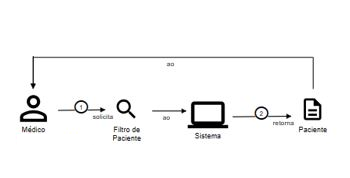 ao
1
2
solicita
ao
retorna
Médico
Filtro de
Paciente
Sistema
Paciente